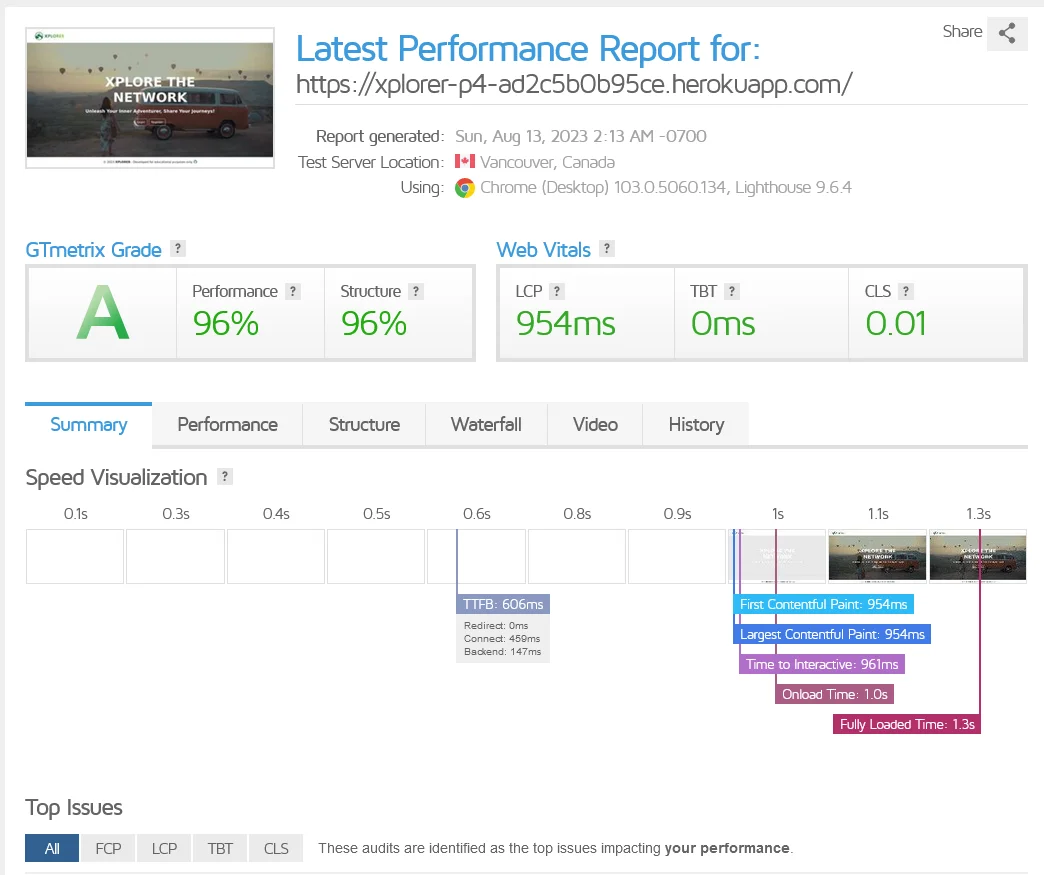 Share
Latest Performance Report for:
https://xplorer-p4-ad2c5b0b95ce.herokuapp.com/
XPLORER
XPLORE THE
NETWORK
Unleash Your Inner Adventurer, Share Your Journeys!
Report generated: Sun, Aug 13, 2023 2:13 AM -0700
Test Server Location: Vancouver, Canada
Using: Chrome (Desktop) 103.0.5060.134, Lighthouse 9.6.4
GTmetrix Grade ? Web Vitals ?
A
Performance ? Structure ? LCP ? TBT ? CLS ?
96% 96% 954ms 0ms 0.01
Summary Performance Structure Waterfall Video History
Speed Visualization ?
0.1s 0.3s 0.4s 0.5s 0.6s 0.8s 0.9s 1s 1.1s 1.3s
XPLORE THE
NETWORK
XPLORE THE
NETWORK
XPLORE THE
NETWORK
TTFB: 606ms
Redirect: 0ms
Connect: 459ms
Backend: 147ms
First Contentful Paint: 954ms
Largest Contentful Paint: 954ms
Time to Interactive: 961ms
Onload Time: 1.0s
Fully Loaded Time: 1.3s
Top Issues
All FCP LCP TBT CLS These audits are identified as the top issues impacting your performance.